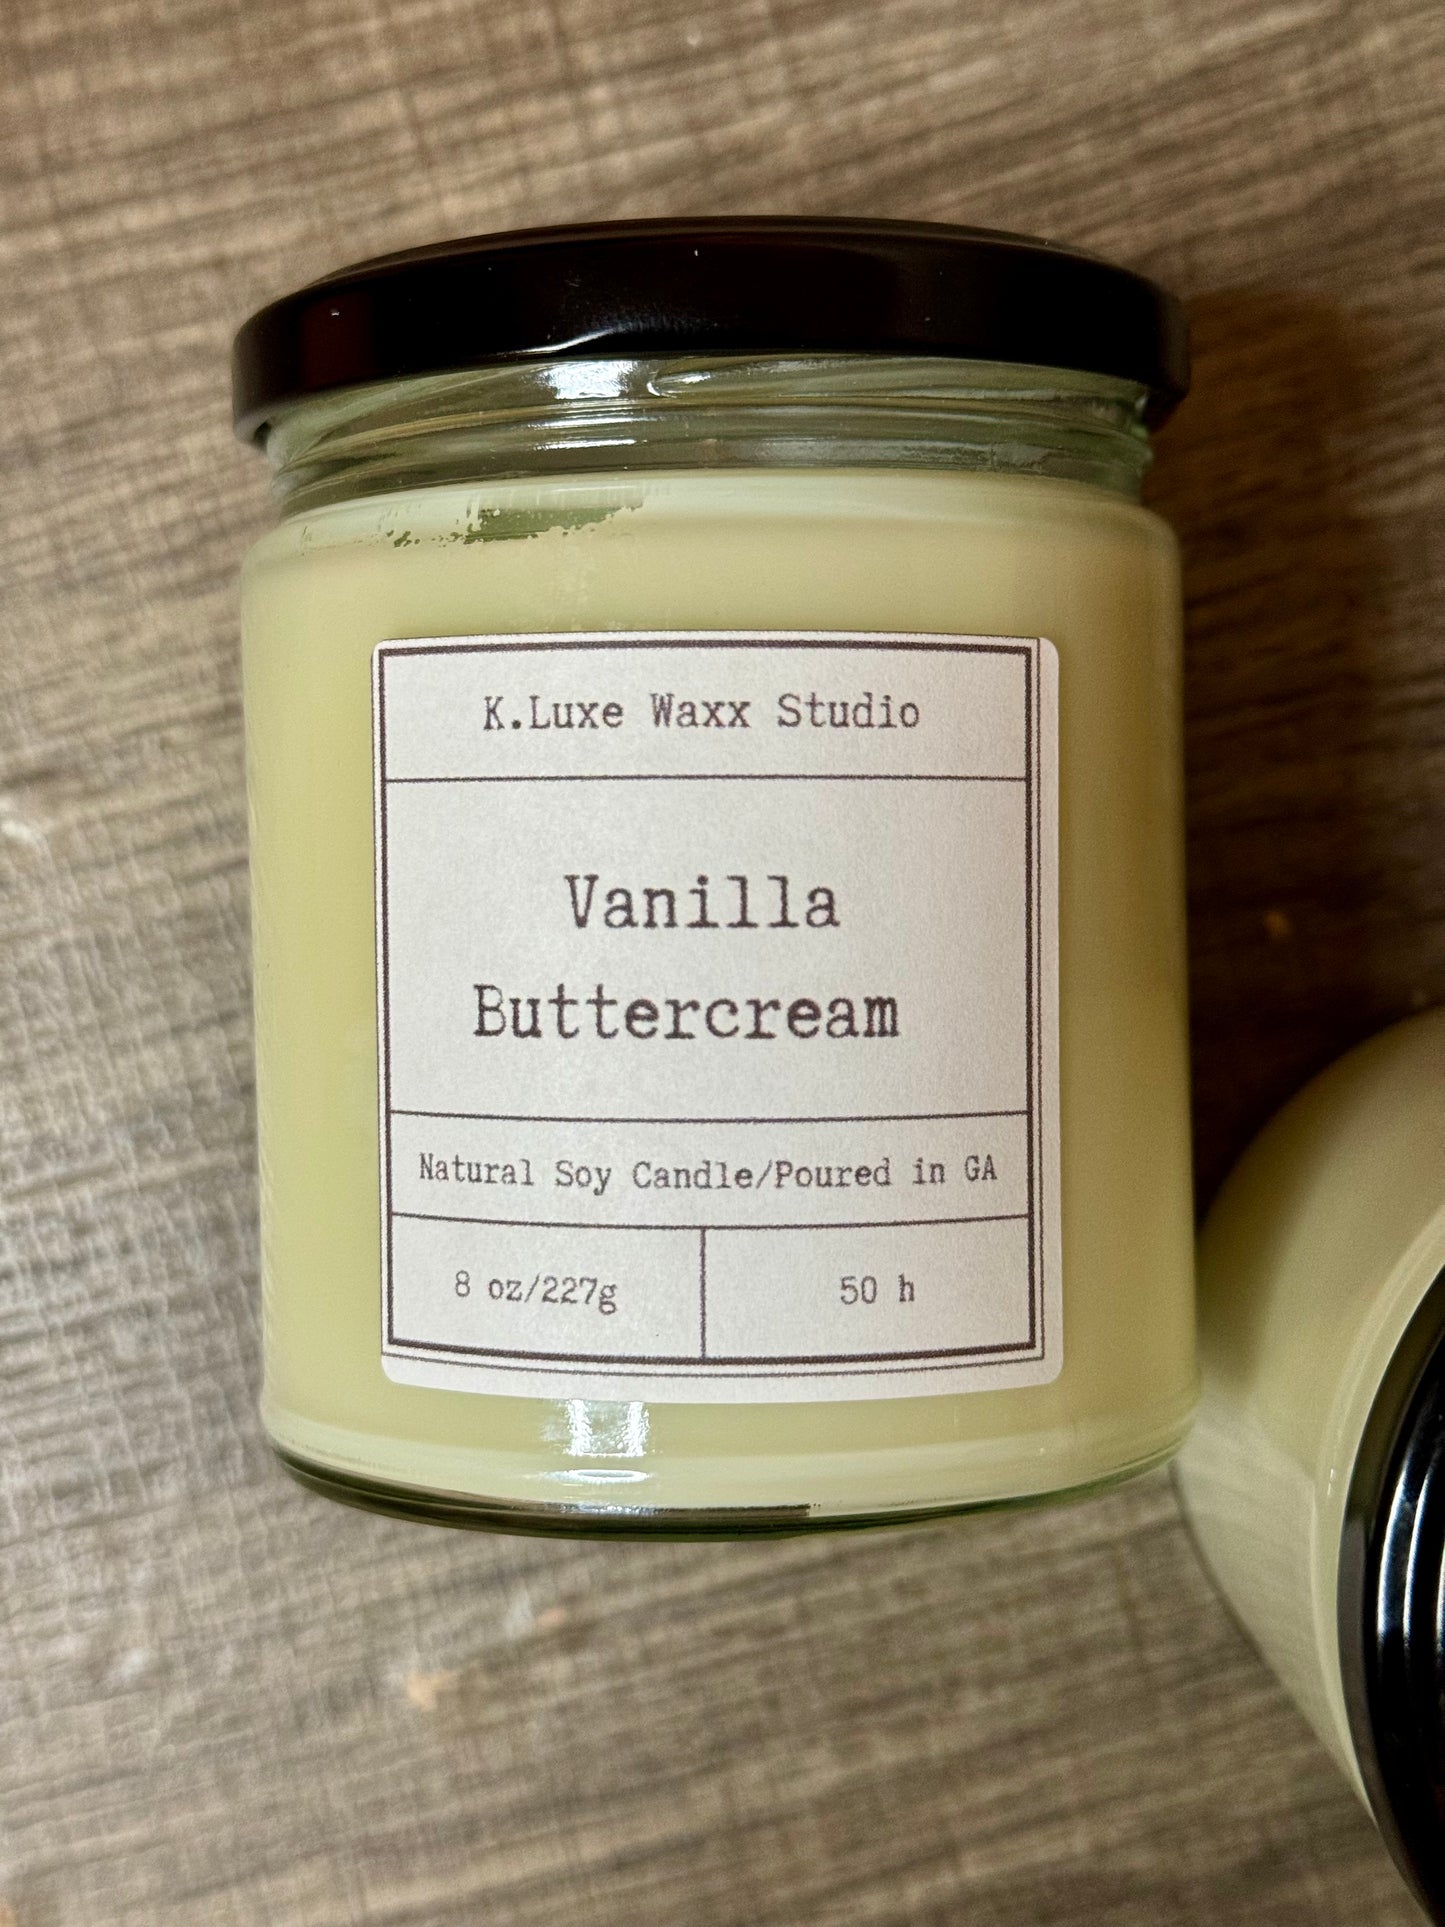 K.Luxe Waxx Studio
Vanilla
Buttercream
Natural Soy Candle/Poured in GA
8 oz/227g
50 h